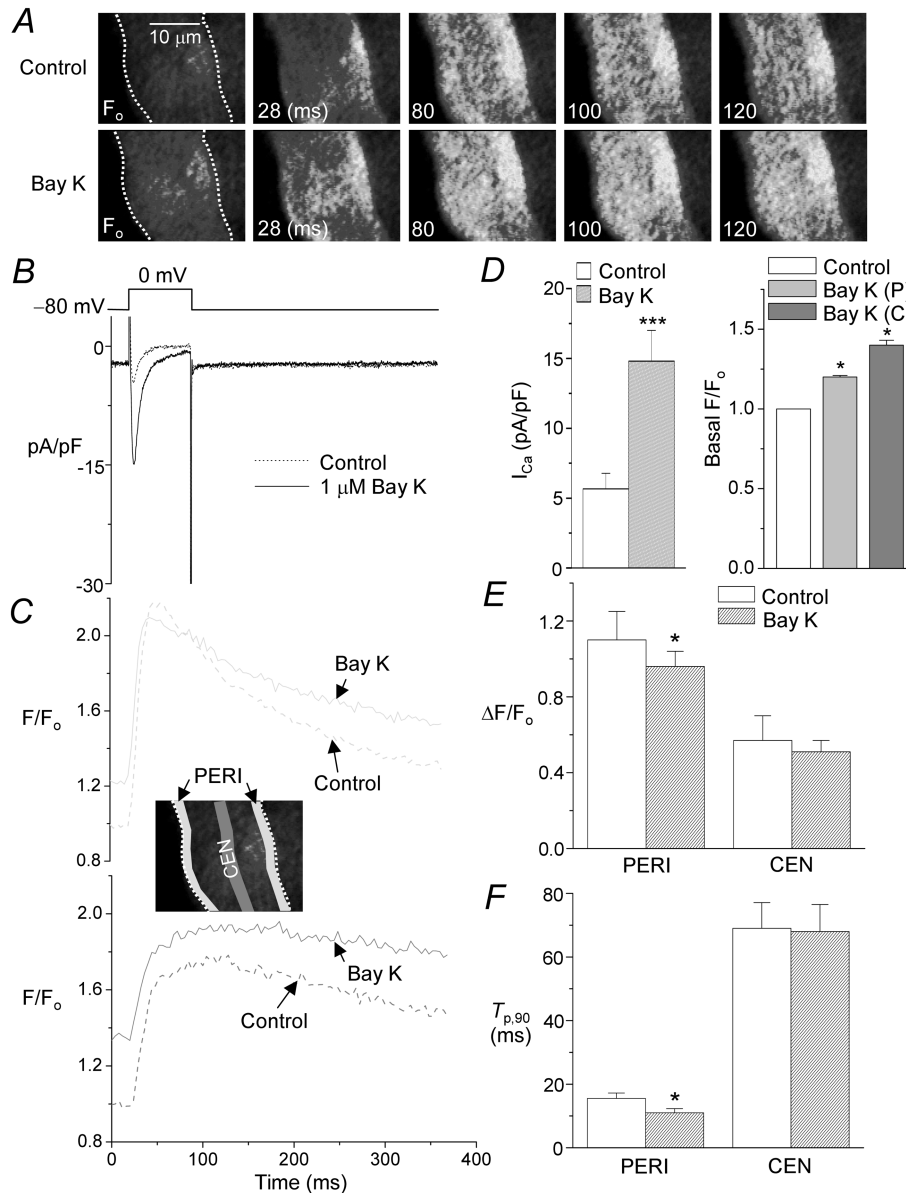 A
Control
10 μm
Fo
28 (ms)
80
100
120
Bay K
Fo
28 (ms)
80
100
120
B
0 mV
–80 mV
0
pA/pF
-15
-30
Control
1 μM Bay K
C
2.0
F/Fo
1.6
1.2
0.8
Bay K
Control
PERI
CEN
2.0
F/Fo
1.6
1.2
0.8
Bay K
Control
0
100
200
300
400
Time (ms)
D
Control
Bay K
20
15
10
5
0
ICa (pA/pF)
***
Control
Bay K (P)
Bay K (C
1.5
1.0
0.5
0.0
Basal F/Fo
*
*
E
Control
Bay K
1.2
0.8
ΔF/Fo
0.4
0.0
*
PERI
CEN
F
80
60
40
20
0
Tp,90
(ms)
*
PERI
CEN